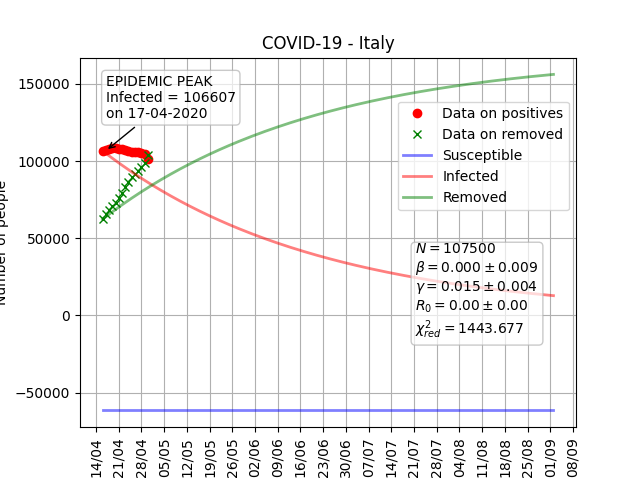 COVID-19 - Italy
EPIDEMIC PEAK
Infected = 106607
on 17-04-2020
Data on positives
Data on removed
Susceptible
Infected
Removed
N = 107500
β = 0.000 ± 0.009
γ = 0.015 ± 0.004
R₀ = 0.00 ± 0.00
χ²red = 1443.677
Number of people
150000
100000
50000
0
−50000
14/04
21/04
28/04
05/05
12/05
19/05
26/05
02/06
09/06
16/06
23/06
30/06
07/07
14/07
21/07
28/07
04/08
11/08
18/08
25/08
01/09
08/09